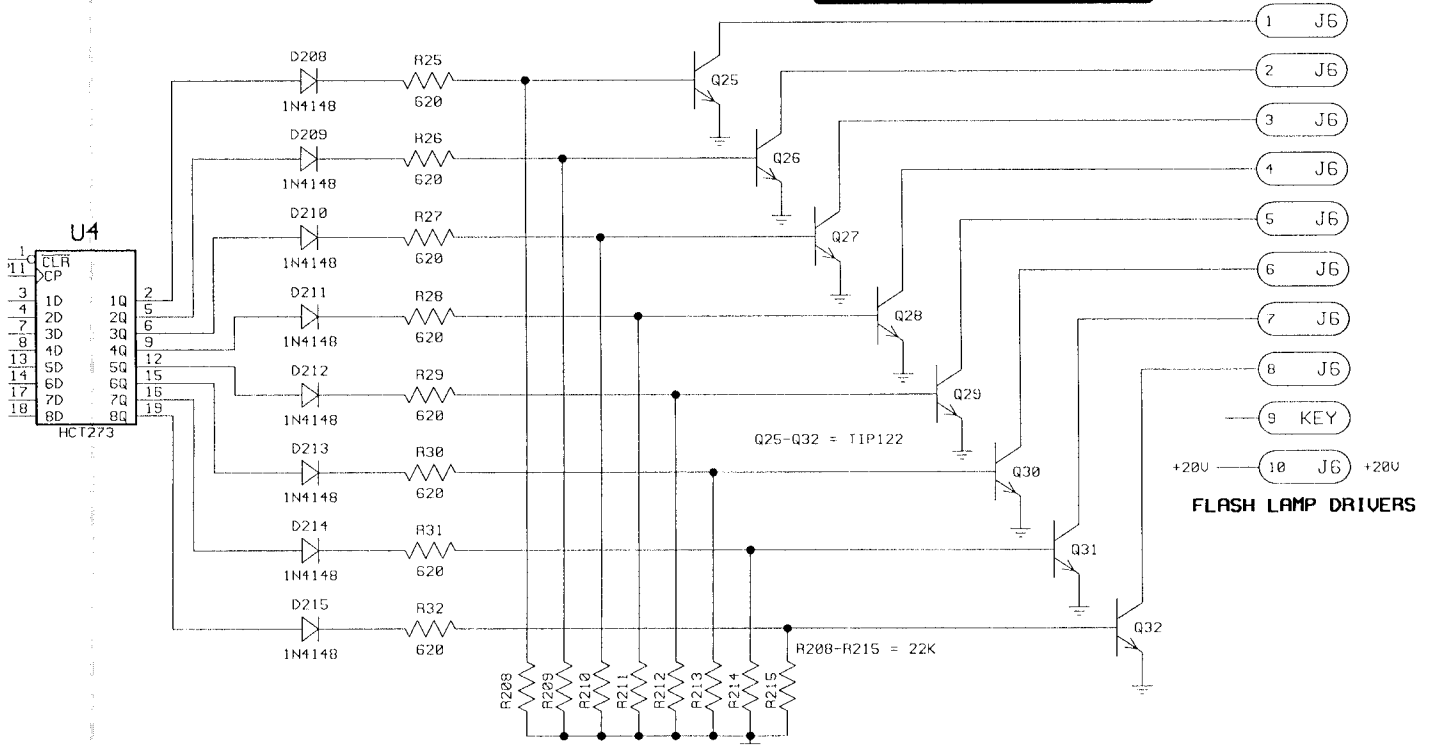 1 J6
D208 R25
1N4148 620
Q25
2 J6
D209 R26
1N4148 620
Q26
3 J6
4 J6
D210 R27
1N4148 620
Q27
5 J6
U4
1 CLR
11 CP
3 1D 1Q 2
4 2D 2Q 5
7 3D 3Q 6
8 4D 4Q 9
13 5D 5Q 12
14 6D 6Q 15
17 7D 7Q 16
18 8D 8Q 19
HCT273
6 J6
D211 R28
1N4148 620
Q28
7 J6
8 J6
D212 R29
1N4148 620
Q29
9 KEY
Q25-Q32 = TIP122
D213 R30
1N4148 620
Q30
+20V 10 J6 +20V
FLASH LAMP DRIVERS
D214 R31
1N4148 620
Q31
D215 R32
1N4148 620
Q32
R208-R215 = 22K
R208 R209 R210 R211 R212 R213 R214 R215